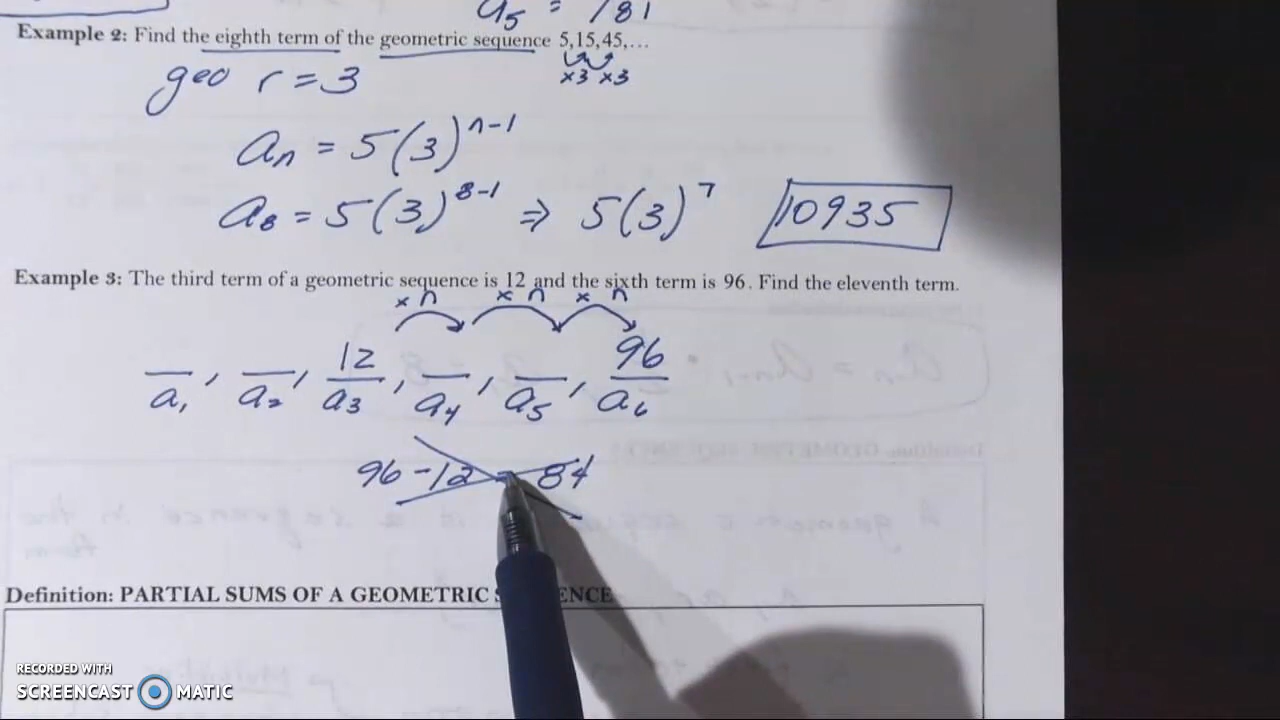 a₅ = 781
Example 2: Find the eighth term of the geometric sequence 5,15,45,…
×3 ×3
geo r = 3
aₙ = 5(3)ⁿ⁻¹
a₈ = 5(3)⁸⁻¹ ⇒ 5(3)⁷ 10935
Example 3: The third term of a geometric sequence is 12 and the sixth term is 96. Find the eleventh term.
× n × n × n
12 96
a₁, a₂, a₃, a₄, a₅, a₆
96 - 12 = 84
Definition: PARTIAL SUMS OF A GEOMETRIC
RECORDED WITH
SCREENCAST MATIC